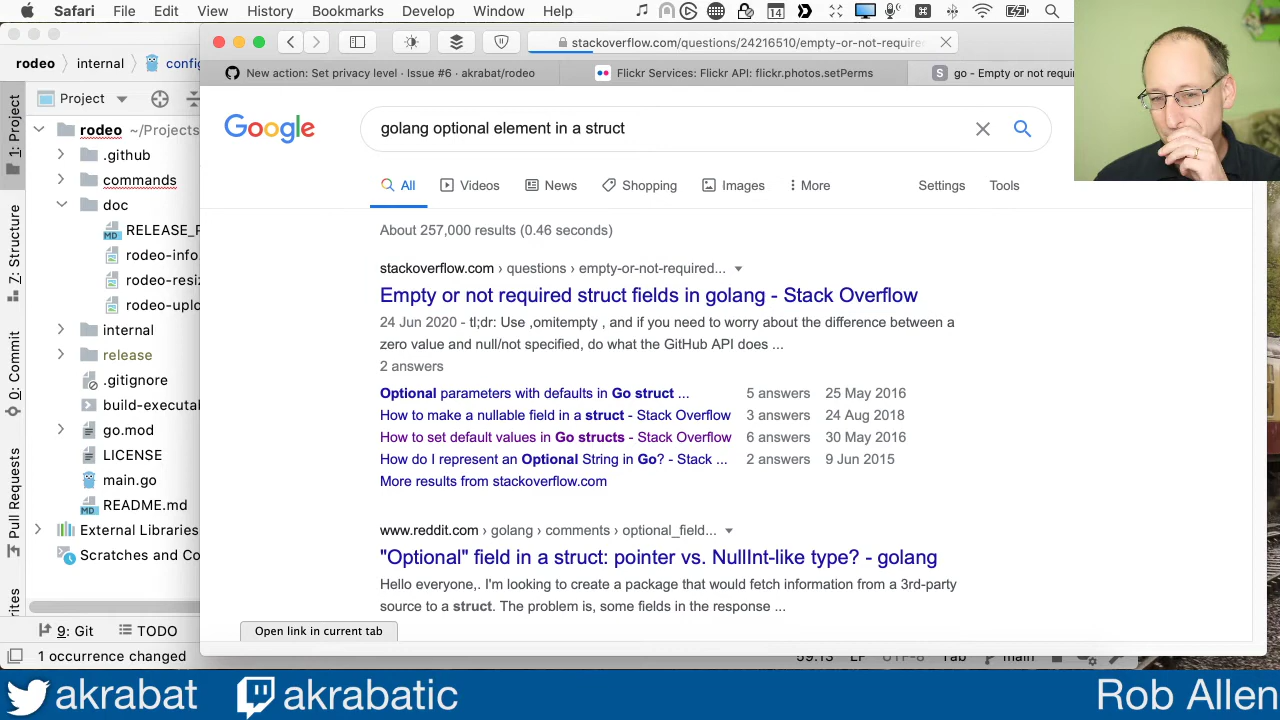 Safari File Edit View History Bookmarks Develop Window Help
14
stackoverflow.com/questions/24216510/empty-or-not-require
rodeo internal config
New action: Set privacy level · Issue #6 · akrabat/rodeo
Flickr Services: Flickr API: flickr.photos.setPerms
S go - Empty or not requi
Project
1: Project
Z: Structure
0: Commit
Pull Requests
rites
rodeo ~/Projects
.github
commands
doc
MD RELEASE_P
rodeo-info
rodeo-resiz
rodeo-uplo
internal
release
.gitignore
build-executa
go.mod
LICENSE
main.go
MD README.md
External Libraries
Scratches and Co
Google
golang optional element in a struct
All Videos News Shopping Images More Settings Tools
About 257,000 results (0.46 seconds)
stackoverflow.com › questions › empty-or-not-required...
Empty or not required struct fields in golang - Stack Overflow
24 Jun 2020 - tl;dr: Use ,omitempty , and if you need to worry about the difference between a
zero value and null/not specified, do what the GitHub API does ...
2 answers
Optional parameters with defaults in Go struct ... 5 answers 25 May 2016
How to make a nullable field in a struct - Stack Overflow 3 answers 24 Aug 2018
How to set default values in Go structs - Stack Overflow 6 answers 30 May 2016
How do I represent an Optional String in Go? - Stack ... 2 answers 9 Jun 2015
More results from stackoverflow.com
www.reddit.com › golang › comments › optional_field...
"Optional" field in a struct: pointer vs. NullInt-like type? - golang
Hello everyone,. I'm looking to create a package that would fetch information from a 3rd-party
source to a struct. The problem is, some fields in the response ...
Open link in current tab
9: Git TODO
1 occurrence changed
59:13 LF UTF-8 Tab main
akrabat akrabatic Rob Allen